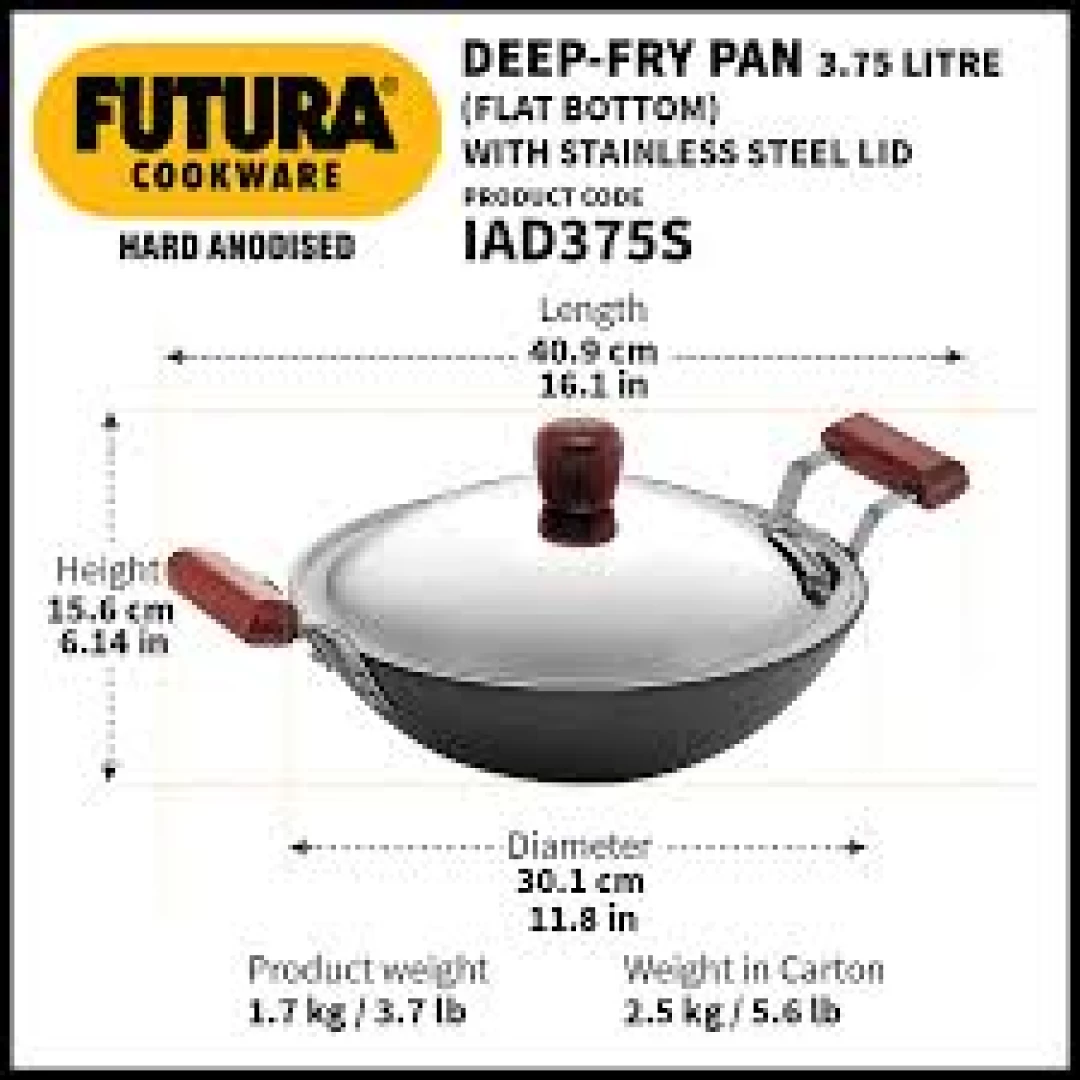 FUTURA®
COOKWARE
HARD ANODISED
DEEP-FRY PAN 3.75 LITRE
(FLAT BOTTOM)
WITH STAINLESS STEEL LID
PRODUCT CODE
IAD375S
Length
40.9 cm
16.1 in
Height
15.6 cm
6.14 in
Diameter
30.1 cm
11.8 in
Product weight
1.7 kg / 3.7 lb
Weight in Carton
2.5 kg / 5.6 lb